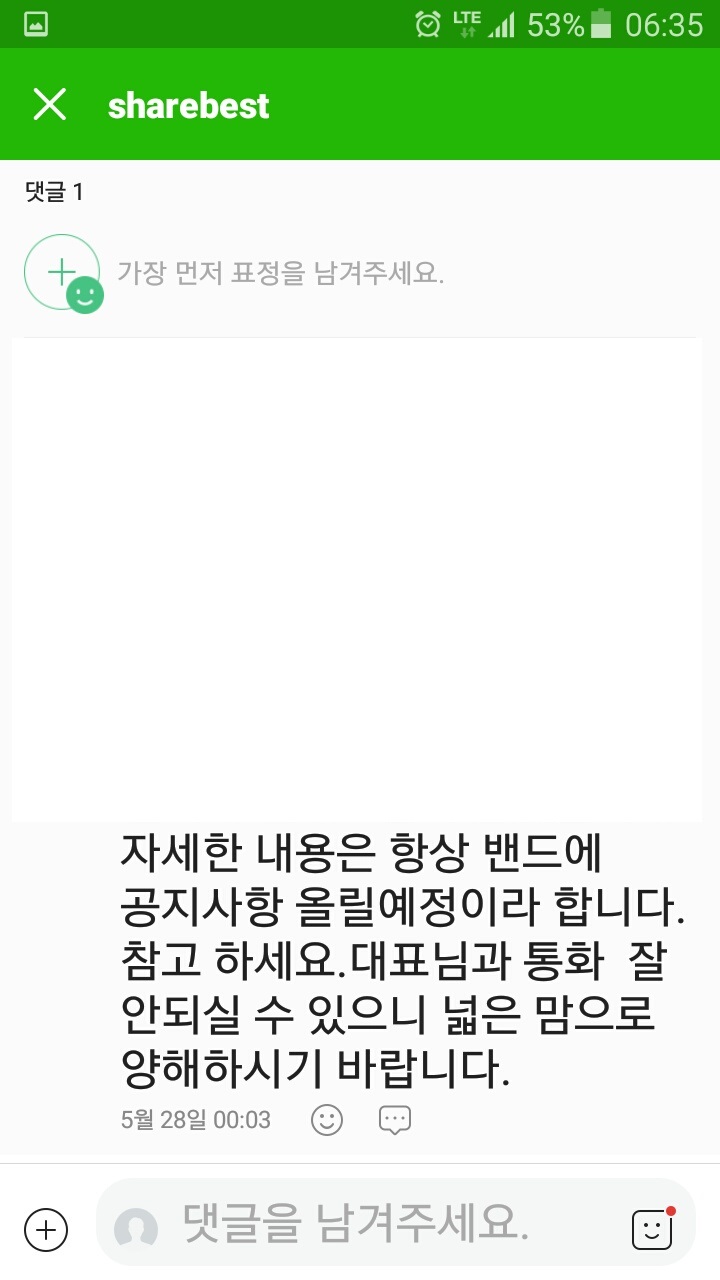 LTE 53% 06:35
sharebest
댓글 1
가장 먼저 표정을 남겨주세요.
자세한 내용은 항상 밴드에
공지사항 올릴예정이라 합니다.
참고 하세요.대표님과 통화  잘
안되실 수 있으니 넓은 맘으로
양해하시기 바랍니다.
5월 28일 00:03
댓글을 남겨주세요.